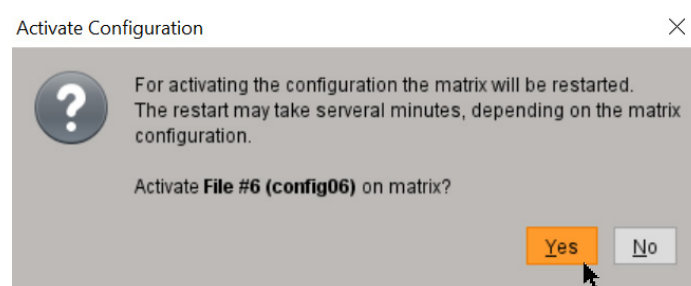 Activate Configuration
For activating the configuration the matrix will be restarted.
The restart may take serveral minutes, depending on the matrix
configuration.
Activate File #6 (config06) on matrix?
Yes No